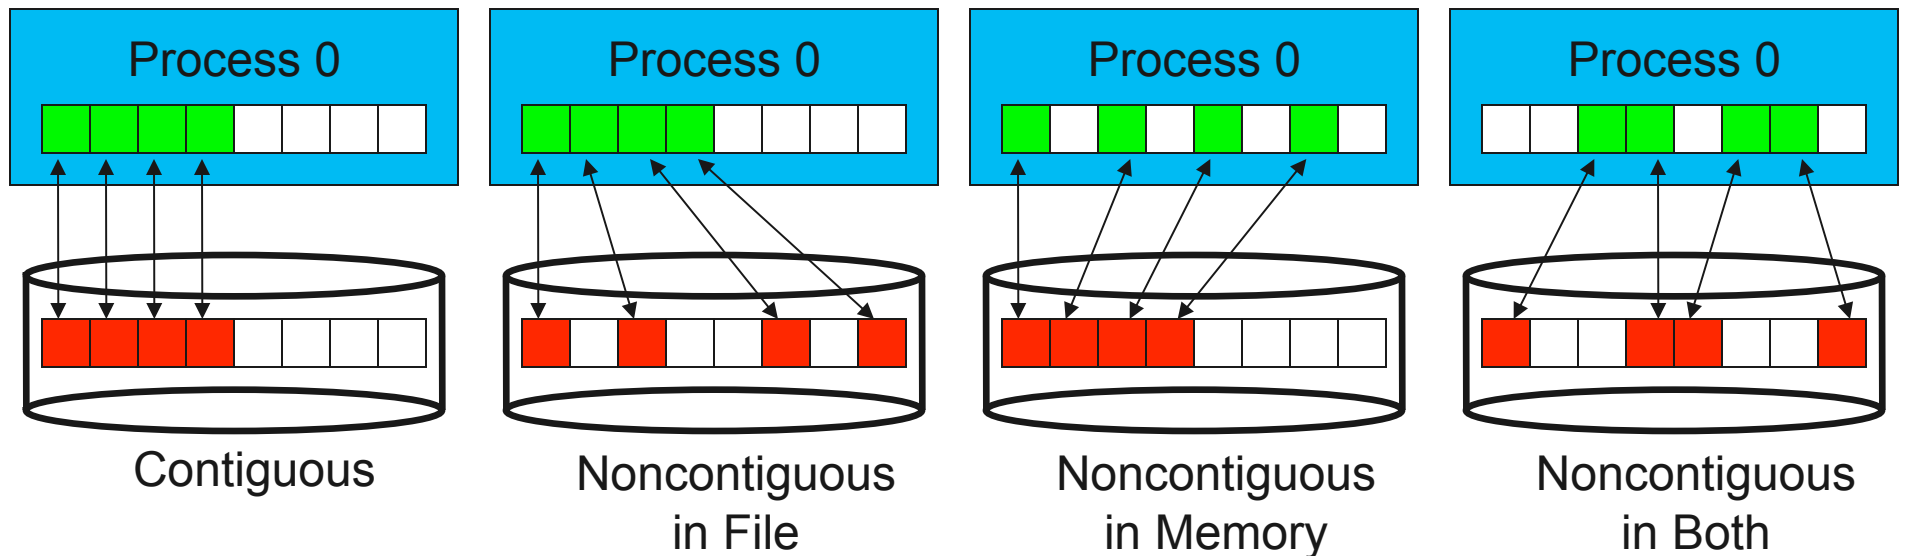 Process 0
Process 0
Process 0
Process 0
Contiguous
Noncontiguous
in File
Noncontiguous
in Memory
Noncontiguous
in Both